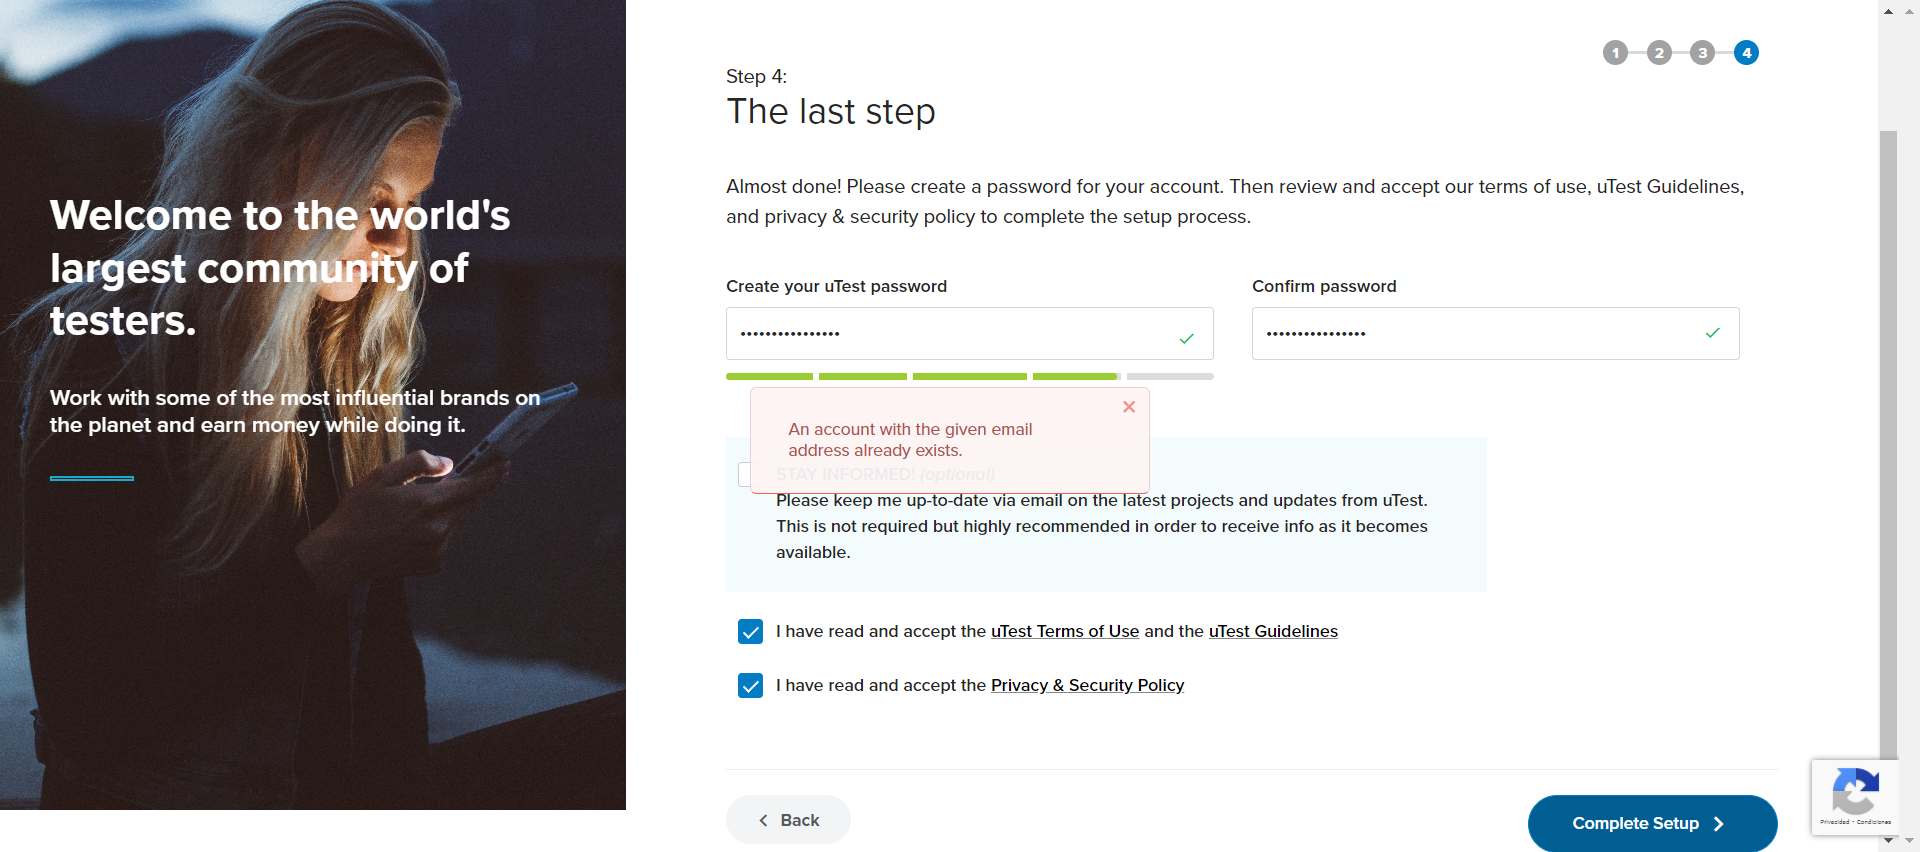 Welcome to the world's
largest community of
testers.
Work with some of the most influential brands on
the planet and earn money while doing it.
1 2 3 4
Step 4:
The last step
Almost done! Please create a password for your account. Then review and accept our terms of use, uTest Guidelines,
and privacy & security policy to complete the setup process.
Create your uTest password
Confirm password
••••••••••••••••
••••••••••••••••
An account with the given email
address already exists.
STAY INFORMED! (optional)
Please keep me up-to-date via email on the latest projects and updates from uTest.
This is not required but highly recommended in order to receive info as it becomes
available.
I have read and accept the uTest Terms of Use and the uTest Guidelines
I have read and accept the Privacy & Security Policy
Back
Complete Setup
Privacidad - Condiciones